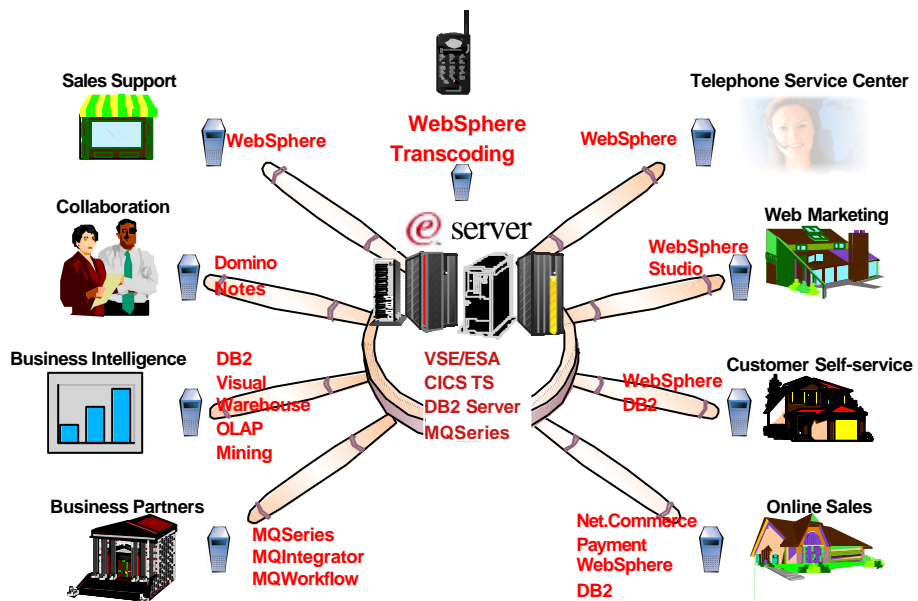 Sales Support
WebSphere
WebSphere
Transcoding
Telephone Service Center
WebSphere
Collaboration
Domino
Notes
e server
Web Marketing
WebSphere
Studio
Business Intelligence
DB2
Visual
Warehouse
OLAP
Mining
VSE/ESA
CICS TS
DB2 Server
MQSeries
Customer Self-service
WebSphere
DB2
Business Partners
MQSeries
MQIntegrator
MQWorkflow
Online Sales
Net.Commerce
Payment
WebSphere
DB2